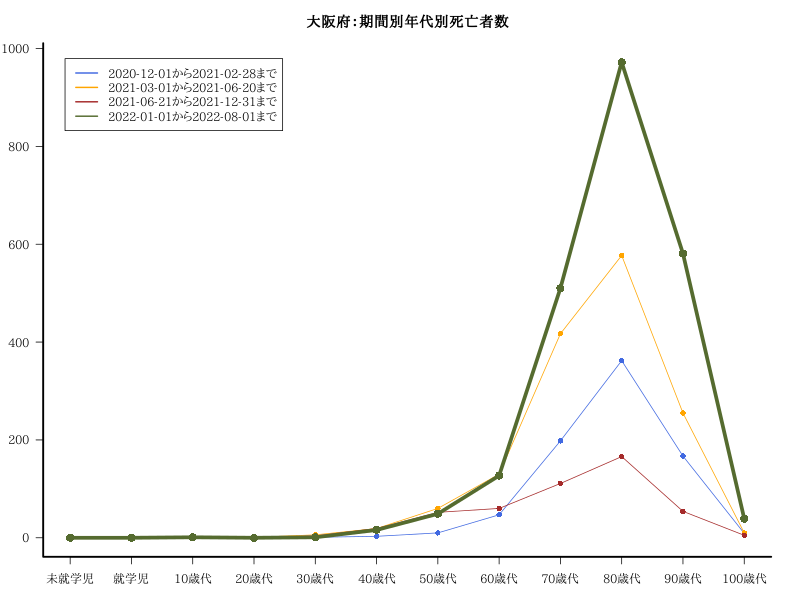 大阪府:期間別年代別死亡者数
2020-12-01から2021-02-28まで
2021-03-01から2021-06-20まで
2021-06-21から2021-12-31まで
2022-01-01から2022-08-01まで
1000
800
600
400
200
0
未就学児 就学児 10歳代 20歳代 30歳代 40歳代 50歳代 60歳代 70歳代 80歳代 90歳代 100歳代